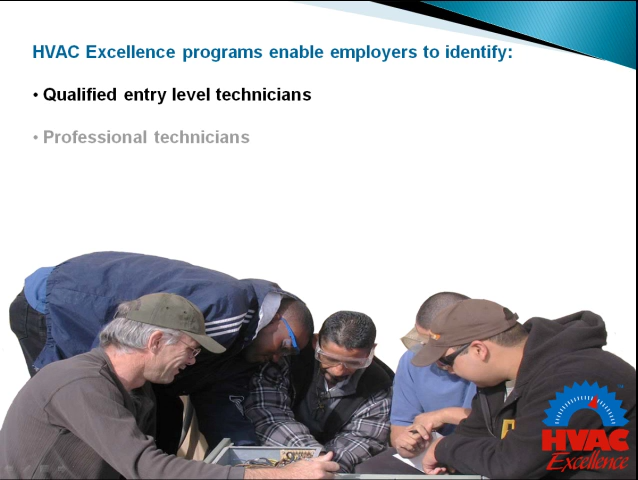 HVAC Excellence programs enable employers to identify:
• Qualified entry level technicians
• Professional technicians
HVAC
Excellence